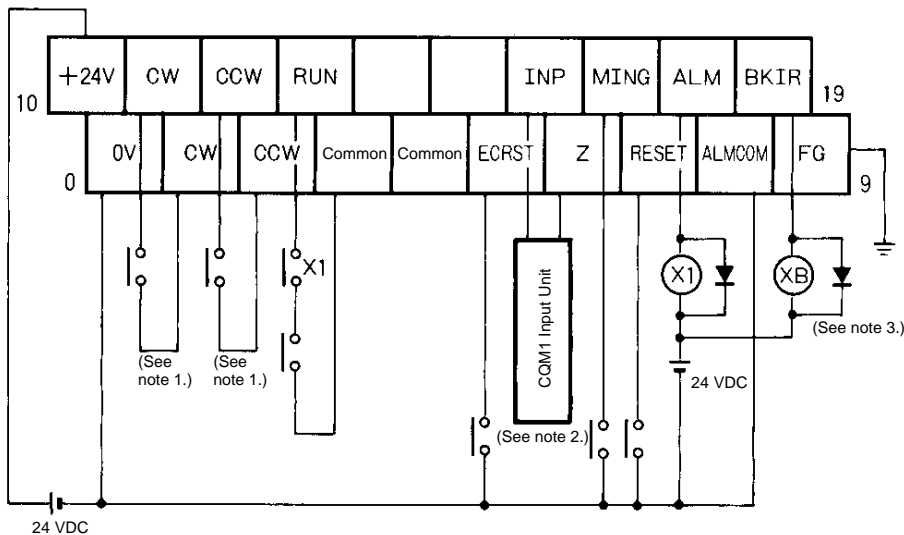 +24V CW CCW RUN INP MING ALM BKIR
10 19
0V CW CCW Common Common ECRST Z RESET ALMCOM FG
0 9
X1
X1 XB
CQM1 Input Unit
(See note 1.)
(See note 1.)
(See note 2.)
(See note 3.)
24 VDC
24 VDC